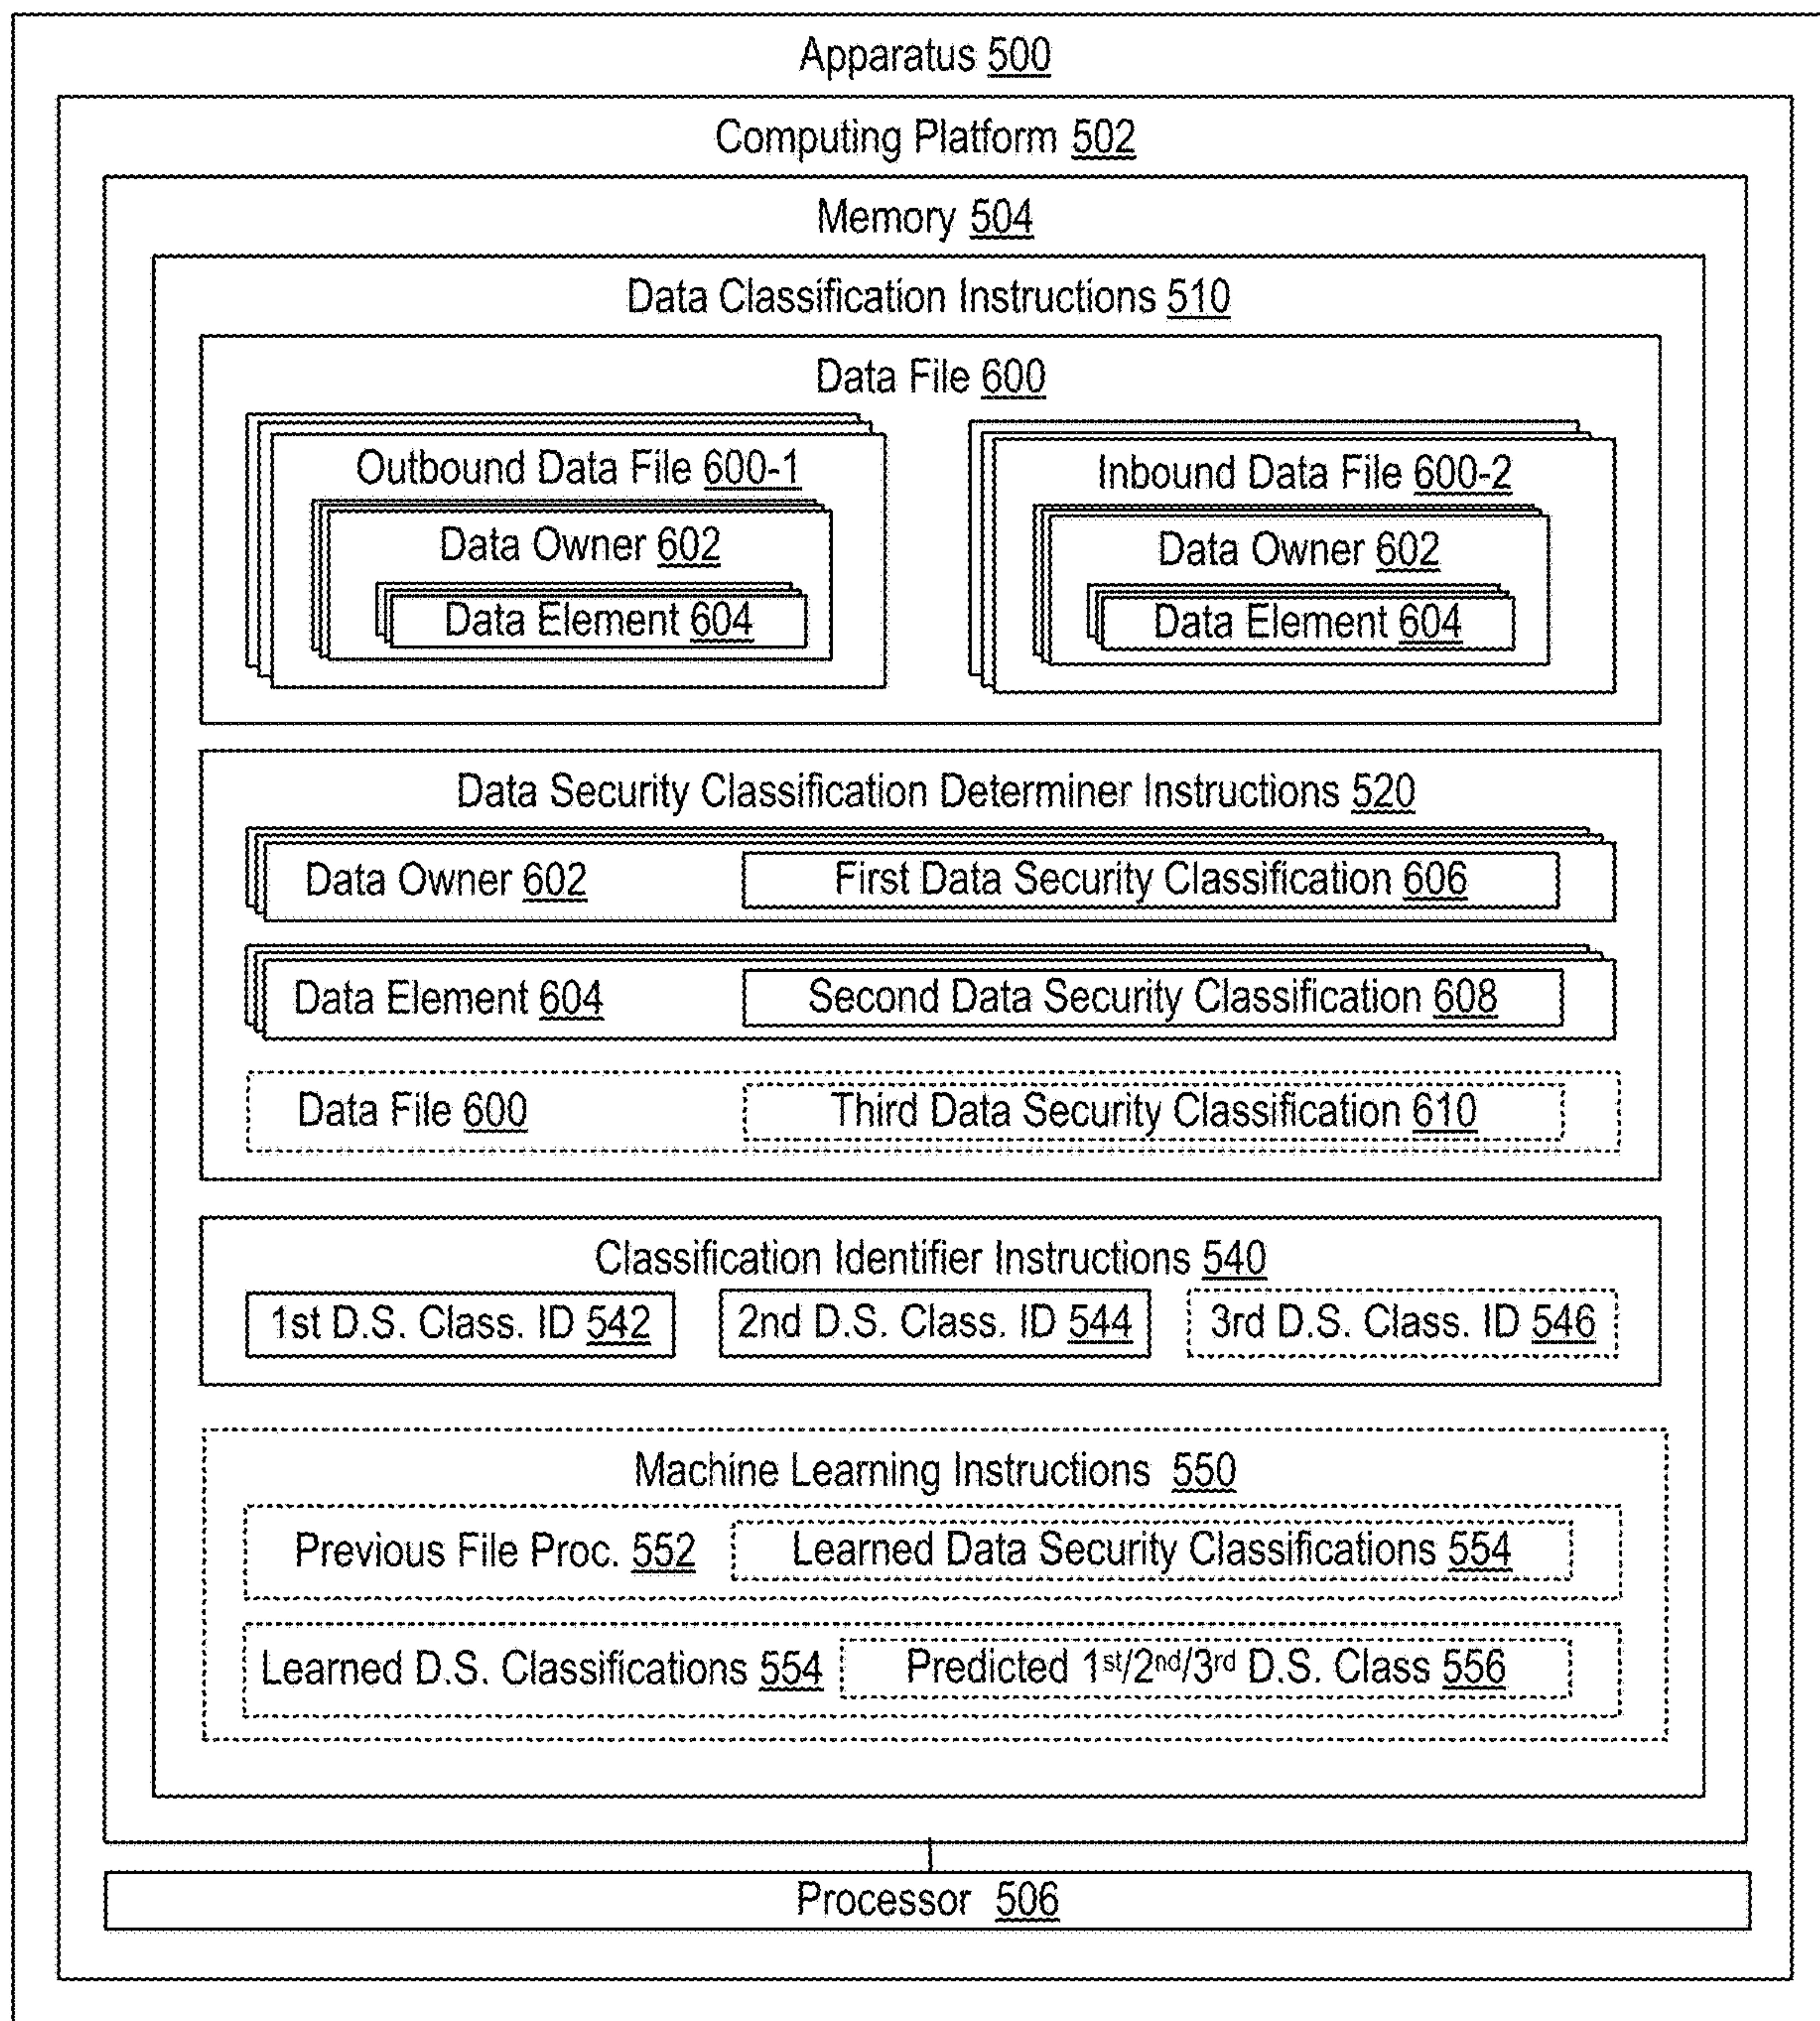 Apparatus 500
Computing Platform 502
Memory 504
Data Classification Instructions 510
Data File 600
Outbound Data File 600-1
Data Owner 602
Data Element 604
Inbound Data File 600-2
Data Owner 602
Data Element 604
Data Security Classification Determiner Instructions 520
Data Owner 602 First Data Security Classification 606
Data Element 604 Second Data Security Classification 608
Data File 600 Third Data Security Classification 610
Classification Identifier Instructions 540
1st D.S. Class. ID 542 2nd D.S. Class. ID 544 3rd D.S. Class. ID 546
Machine Learning Instructions 550
Previous File Proc. 552 Learned Data Security Classifications 554
Learned D.S. Classifications 554 Predicted 1st/2nd/3rd D.S. Class 556
Processor 506